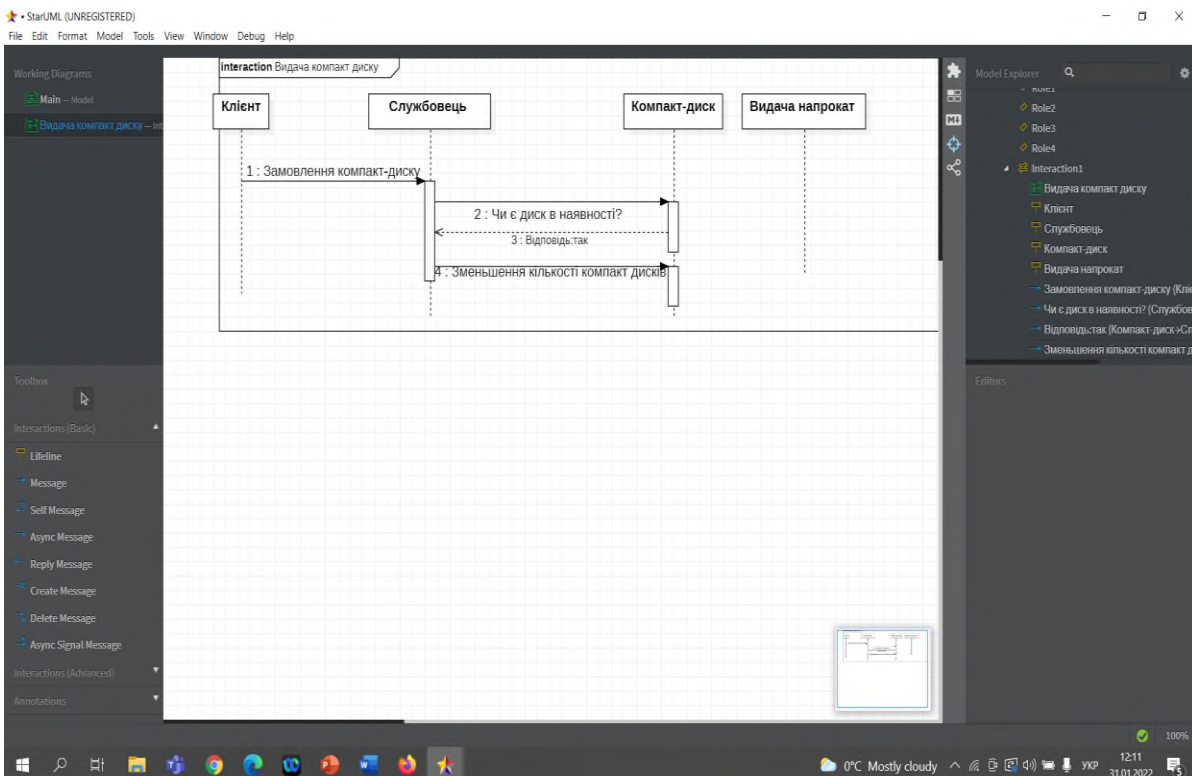 StarUML (UNREGISTERED)
File Edit Format Model Tools View Window Debug Help
Working Diagrams
Main — Model
Видача компакт диску — Int
interaction Видача компакт диску
Клієнт
Службовець
Компакт-диск
Видача напрокат
1 : Замовлення компакт-диску
2 : Чи є диск в наявності?
3 : Відповідь:так
4 : Зменьшення кількості компакт дисків
Toolbox
Interactions (Basic)
Lifeline
Message
Self Message
Async Message
Reply Message
Create Message
Delete Message
Async Signal Message
Interactions (Advanced)
Annotations
Model Explorer
Role1
Role2
Role3
Role4
Interaction1
Видача компакт диску
Клієнт
Службовець
Компакт-диск
Видача напрокат
Замовлення компакт-диску (Кліє
Чи є диск в наявності? (Службов
Відповідь:так (Компакт-диск→Сл
Зменьшення кількості компакт д
Editors
100%
0°C Mostly cloudy
УКР
12:11
31.01.2022